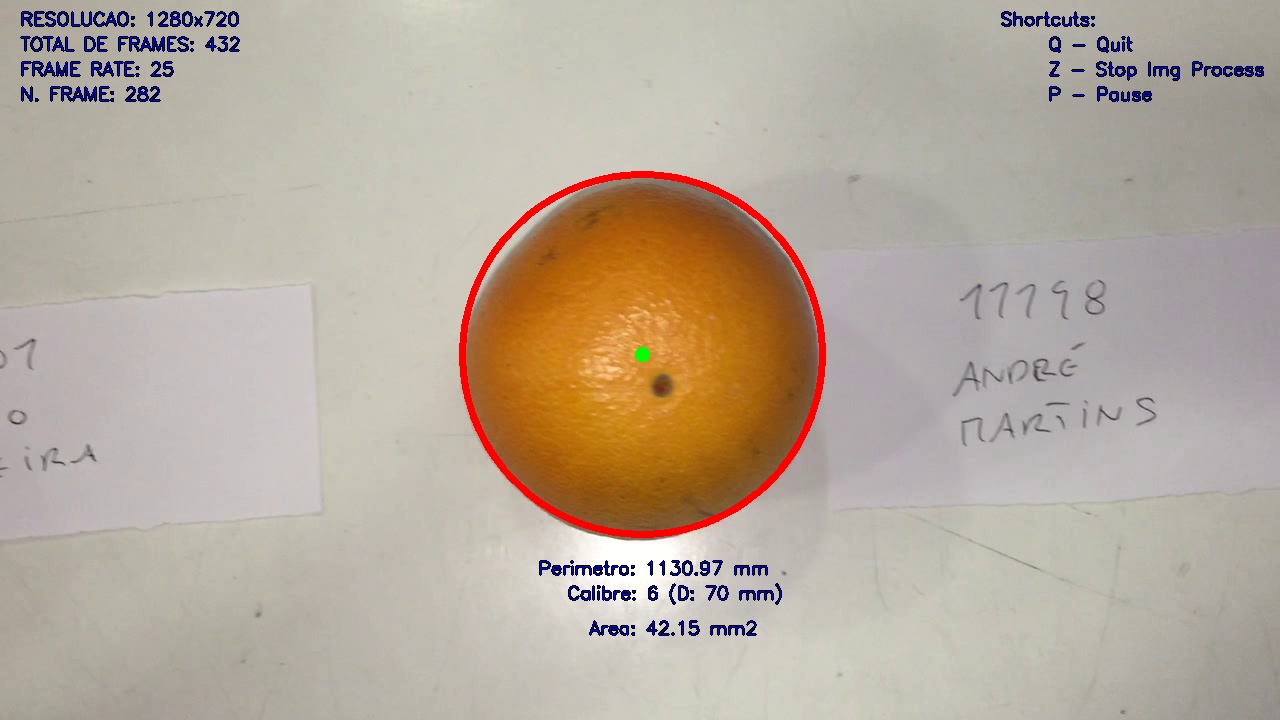 RESOLUCAO: 1280x720
TOTAL DE FRAMES: 432
FRAME RATE: 25
N. FRAME: 282
Shortcuts:
Q - Quit
Z - Stop Img Process
P - Pause
11198
ANDRÉ
MARTINS
Perimetro: 1130.97 mm
Calibre: 6 (D: 70 mm)
Area: 42.15 mm2